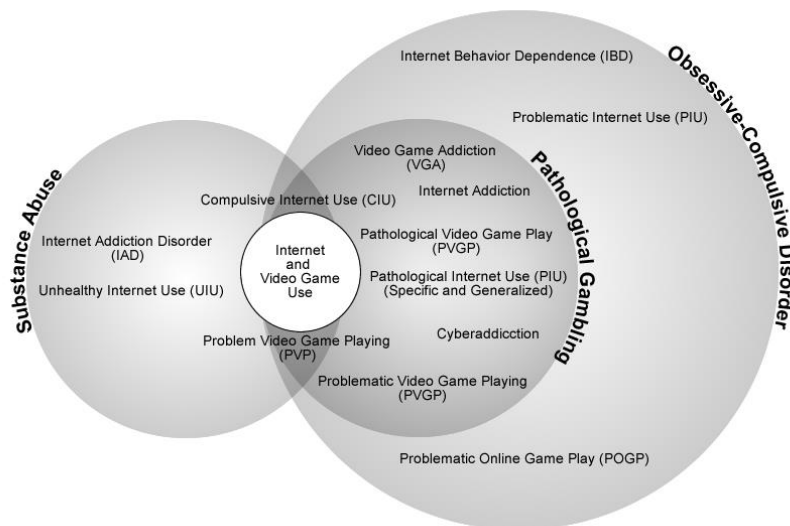 Internet Behavior Dependence (IBD)
Obsessive-Compulsive Disorder
Problematic Internet Use (PIU)
Video Game Addiction
(VGA)
Pathological Gambling
Internet Addiction
Substance Abuse
Compulsive Internet Use (CIU)
Internet Addiction Disorder
(IAD)
Internet
and
Video Game
Use
Pathological Video Game Play
(PVGP)
Unhealthy Internet Use (UIU)
Pathological Internet Use (PIU)
(Specific and Generalized)
Problem Video Game Playing
(PVP)
Cyberaddicction
Problematic Video Game Playing
(PVGP)
Problematic Online Game Play (POGP)